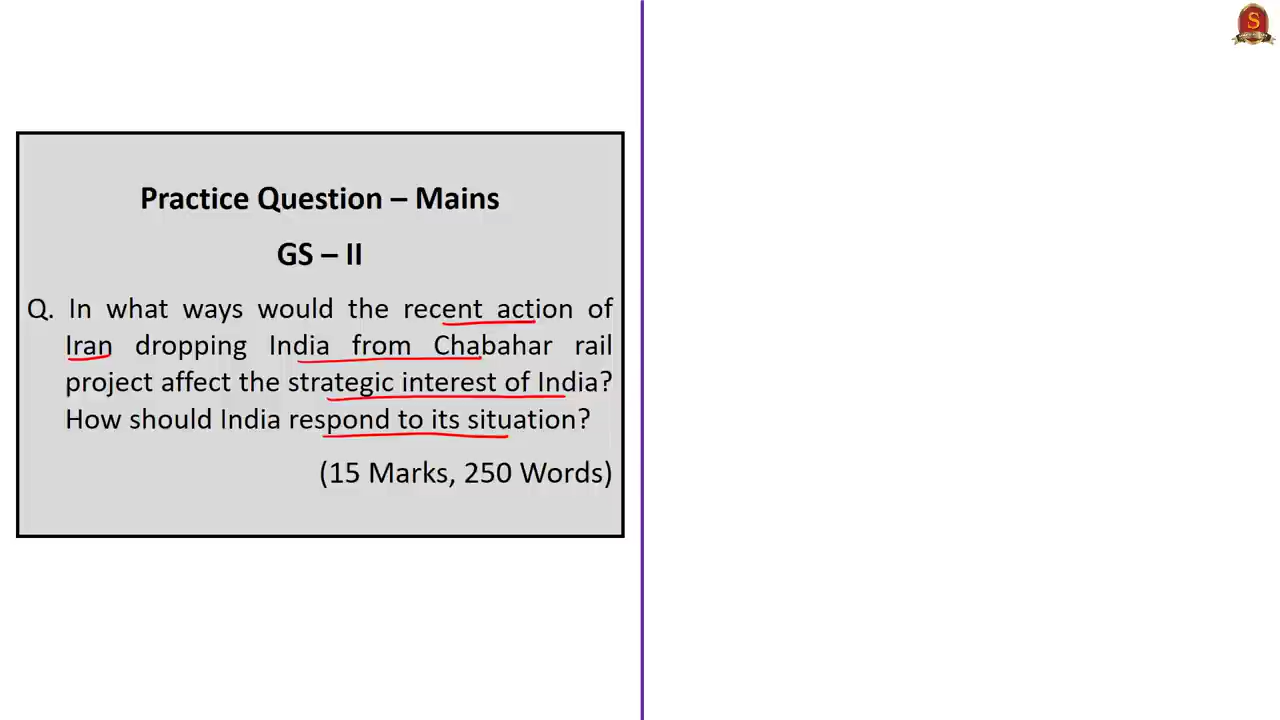 S
Practice Question – Mains
GS – II
Q. In what ways would the recent action of
Iran dropping India from Chabahar rail
project affect the strategic interest of India?
How should India respond to its situation?
(15 Marks, 250 Words)